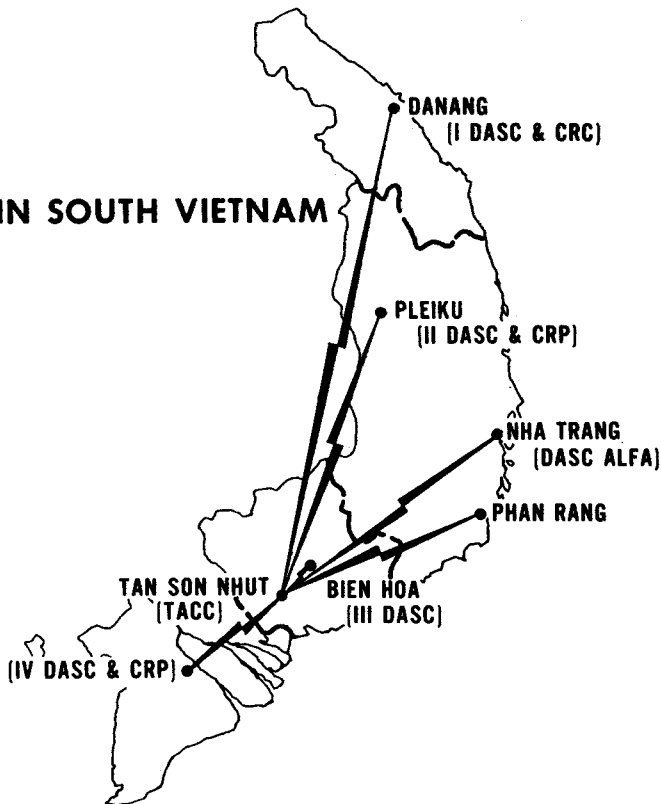 DANANG
(I DASC & CRC)
IN SOUTH VIETNAM
PLEIKU
(II DASC & CRP)
NHA TRANG
(DASC ALFA)
PHAN RANG
TAN SON NHUT
(TACC)
BIEN HOA
(III DASC)
(IV DASC & CRP)